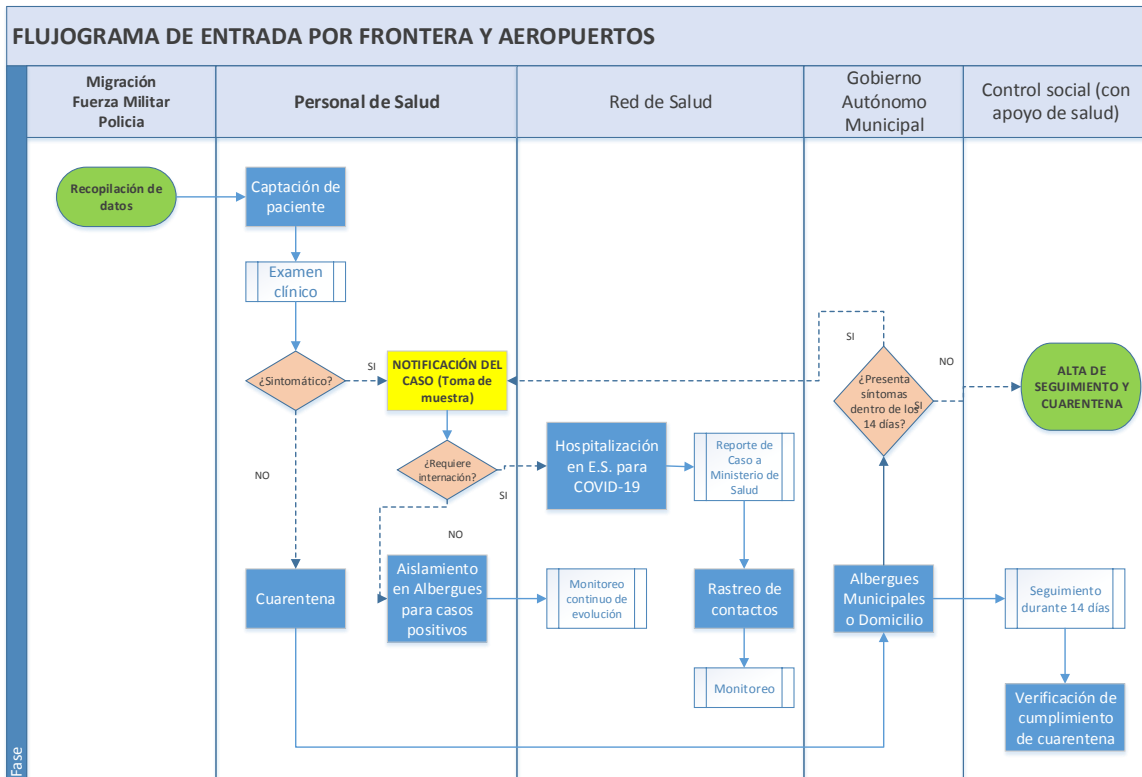 FLUJOGRAMA DE ENTRADA POR FRONTERA Y AEROPUERTOS
Migración
Fuerza Militar
Policia
Personal de Salud
Red de Salud
Gobierno
Autónomo
Municipal
Control social (con
apoyo de salud)
Recopilación de
datos
Captación de
paciente
Examen
clínico
¿Sintomático?
SI
NOTIFICACIÓN DEL
CASO (Toma de
muestra)
SI
¿Presenta
síntomas
dentro de los
14 días?
NO
SI
ALTA DE
SEGUIMIENTO Y
CUARENTENA
NO
¿Requiere
internación?
SI
NO
Hospitalización
en E.S. para
COVID-19
Reporte de
Caso a
Ministerio de
Salud
Cuarentena
Aislamiento
en Albergues
para casos
positivos
Monitoreo
continuo de
evolución
Rastreo de
contactos
Albergues
Municipales
o Domicilio
Seguimiento
durante 14 días
Monitoreo
Verificación de
cumplimiento
de cuarentena
Fase